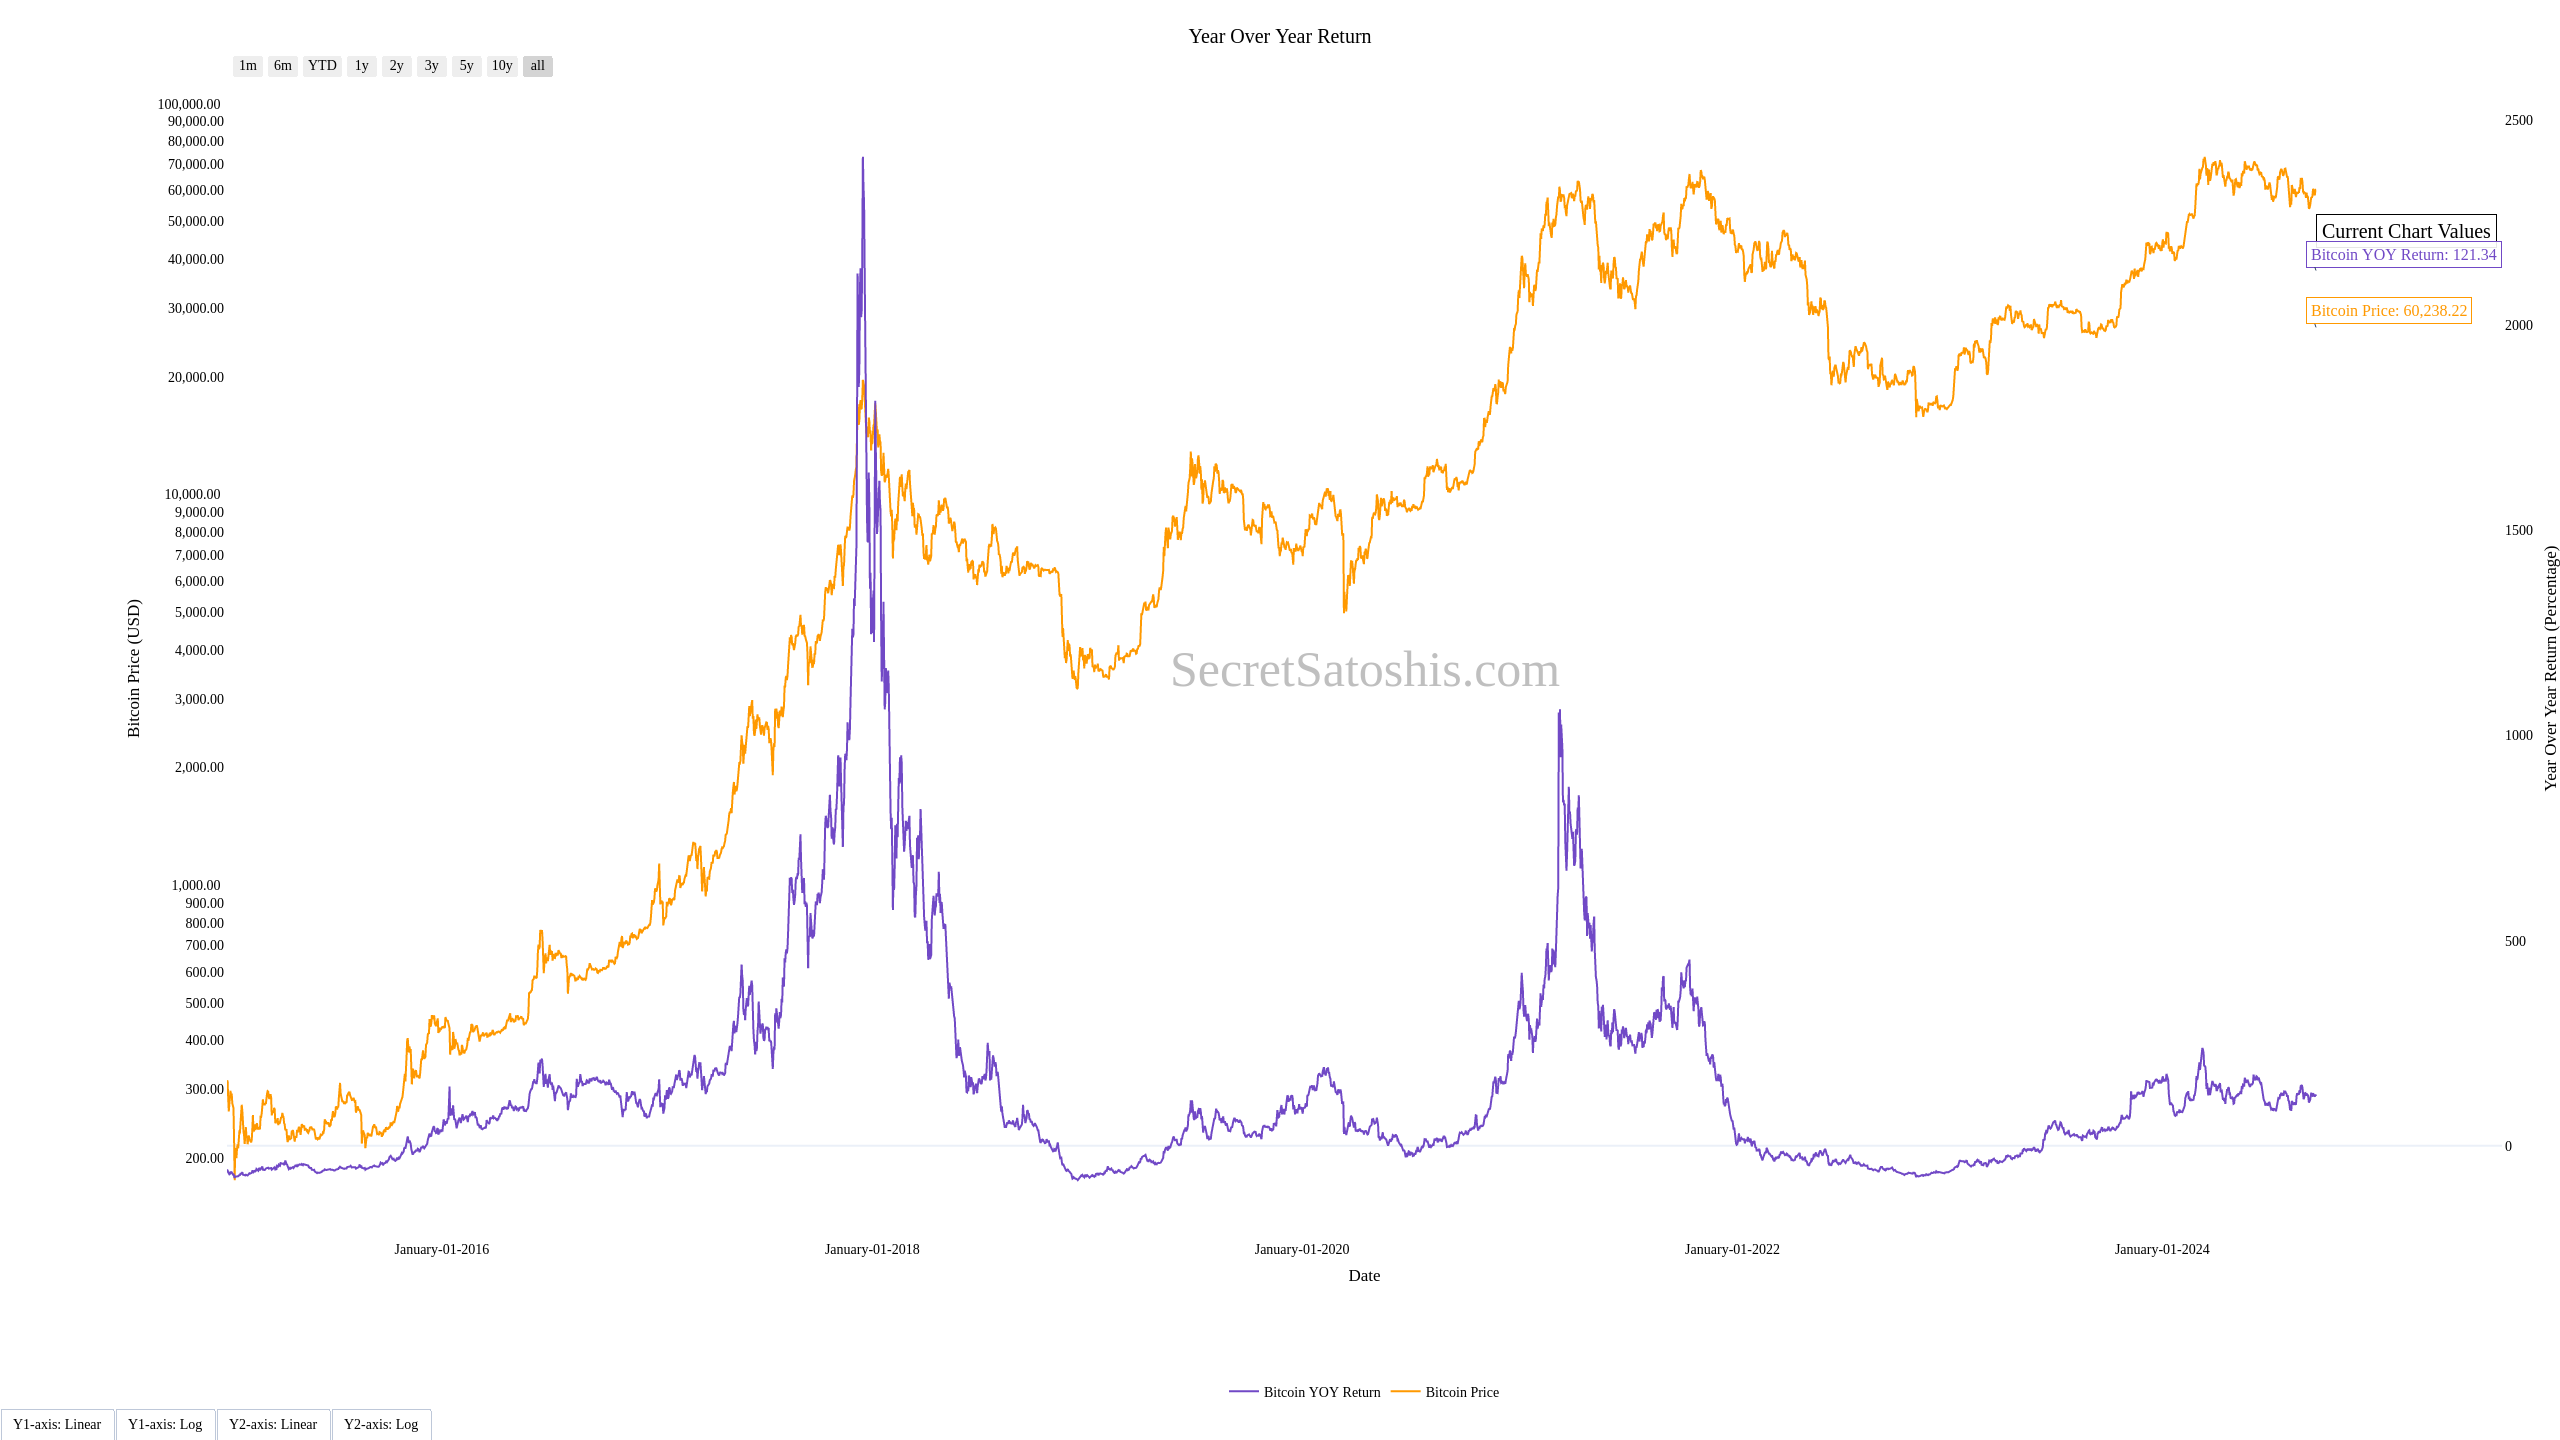 Year Over Year Return
1m 6m YTD 1y 2y 3y 5y 10y all
100,000.00
90,000.00
80,000.00
70,000.00
60,000.00
50,000.00
40,000.00
30,000.00
20,000.00
10,000.00
9,000.00
8,000.00
7,000.00
6,000.00
5,000.00
4,000.00
3,000.00
2,000.00
1,000.00
900.00
800.00
700.00
600.00
500.00
400.00
300.00
200.00
Bitcoin Price (USD)
SecretSatoshis.com
Current Chart Values
Bitcoin YOY Return: 121.34
Bitcoin Price: 60,238.22
2500
2000
1500
1000
500
0
Year Over Year Return (Percentage)
January-01-2016 January-01-2018 January-01-2020 January-01-2022 January-01-2024
Date
Bitcoin YOY Return Bitcoin Price
Y1-axis: Linear Y1-axis: Log Y2-axis: Linear Y2-axis: Log